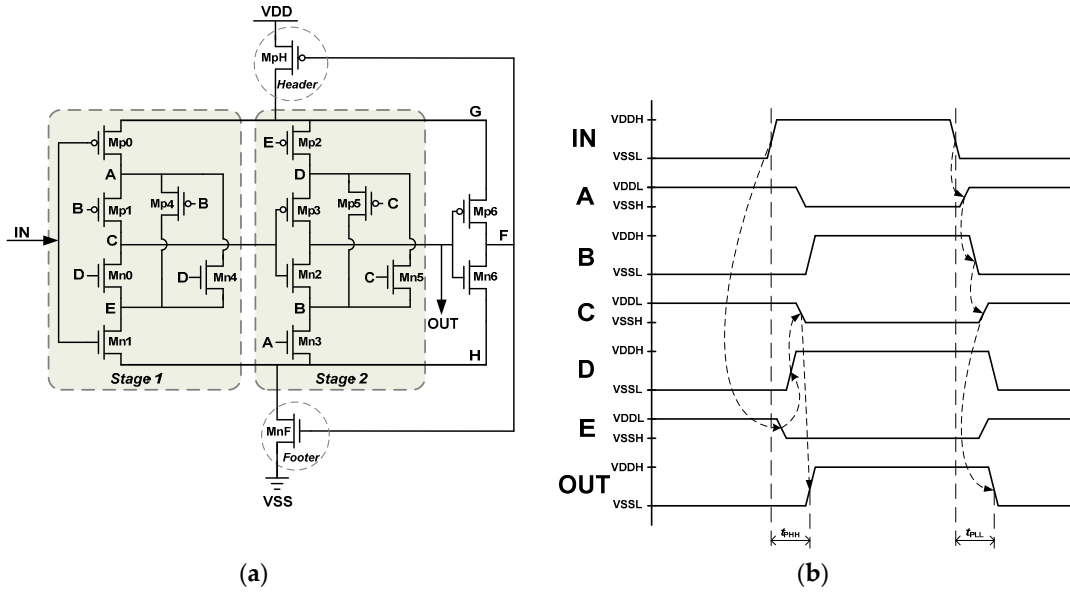 VDD
MpH
Header
G
Mp0
E Mp2
A
D
B Mp1 Mp4 B
Mp3 Mp5 C
Mp6
IN
C
F
D Mn0
D Mn4
Mn2
C Mn5
Mn6
E
B
OUT
Mn1
A Mn3
H
Stage 1
Stage 2
MnF
Footer
VSS
(a)
IN
VDDH
VSSL
A
VDDL
VSSH
B
VDDH
VSSL
C
VDDL
VSSH
D
VDDH
VSSL
E
VDDL
VSSH
OUT
VDDH
VSSL
tPHH
tPLL
(b)